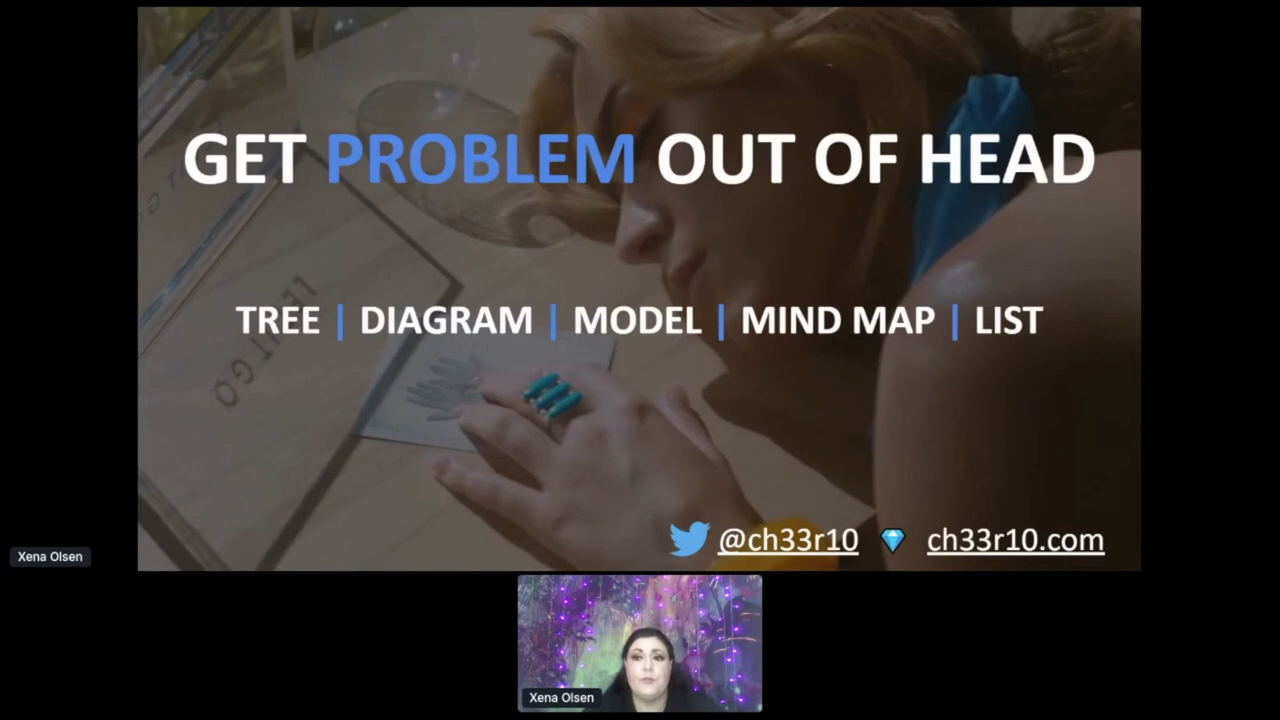 GET PROBLEM OUT OF HEAD
TREE | DIAGRAM | MODEL | MIND MAP | LIST
@ch33r10 ch33r10.com
Xena Olsen
Xena Olsen